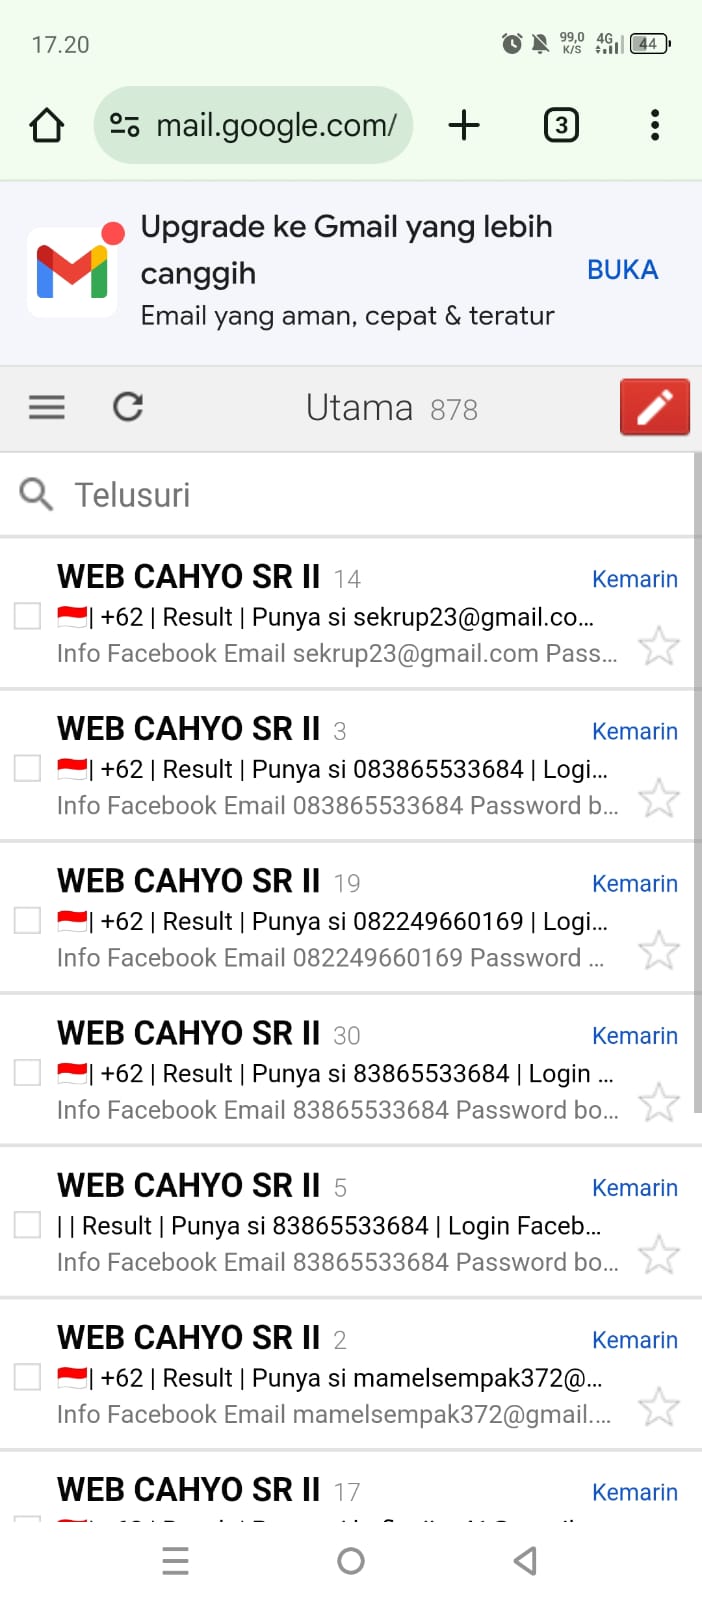 17.20
99,0
K/S
4G
44
mail.google.com/
3
Upgrade ke Gmail yang lebih
canggih
BUKA
Email yang aman, cepat & teratur
Utama 878
Telusuri
WEB CAHYO SR II 14 Kemarin
🇮🇩| +62 | Result | Punya si sekrup23@gmail.co...
Info Facebook Email sekrup23@gmail.com Pass...
WEB CAHYO SR II 3 Kemarin
🇮🇩| +62 | Result | Punya si 083865533684 | Logi...
Info Facebook Email 083865533684 Password b...
WEB CAHYO SR II 19 Kemarin
🇮🇩| +62 | Result | Punya si 082249660169 | Logi...
Info Facebook Email 082249660169 Password ...
WEB CAHYO SR II 30 Kemarin
🇮🇩| +62 | Result | Punya si 83865533684 | Login ...
Info Facebook Email 83865533684 Password bo...
WEB CAHYO SR II 5 Kemarin
| | Result | Punya si 83865533684 | Login Faceb...
Info Facebook Email 83865533684 Password bo...
WEB CAHYO SR II 2 Kemarin
🇮🇩| +62 | Result | Punya si mamelsempak372@...
Info Facebook Email mamelsempak372@gmail....
WEB CAHYO SR II 17 Kemarin